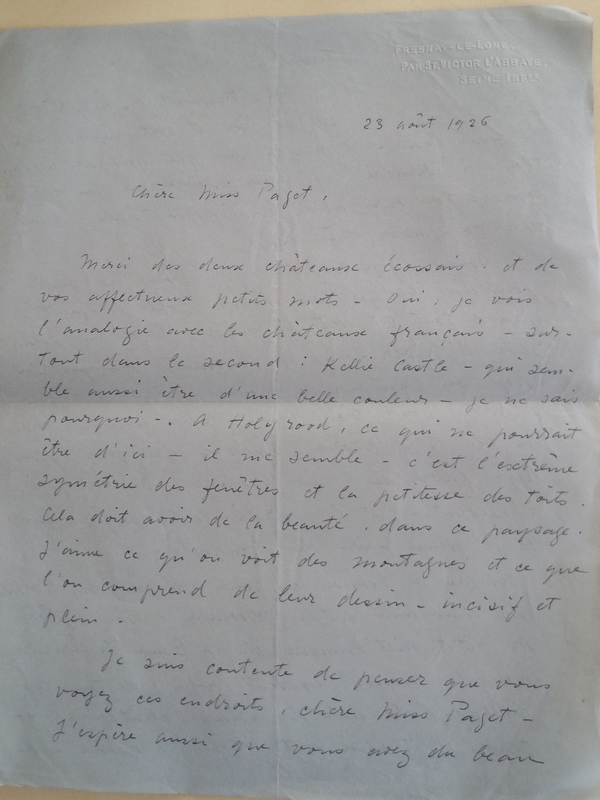 FRESNAY-LE-LONG,
PAR ST. VICTOR L'ABBAYE,
SEINE INFRE
23 août 1926
Chère Miss Paget,
Merci des deux châteaux écossais. et de
vos affectueux petits mots - Oui, je vois
l'analogie avec les châteaux français - sur-
tout dans le second : Kellie Castle - qui sem-
ble aussi être d'une belle couleur - je ne sais
pourquoi -. A Holyrood, ce qui ne pourrait
être d'ici - il me semble - c'est l'extrême
symétrie des fenêtres et la petitesse des toits.
Cela doit avoir de la beauté. dans ce paysage.
J'aime ce qu'on voit des montagnes et ce que
l'on comprend de leur dessin - incisif et
plein -
Je suis contente de penser que vous
voyez ces endroits, chère Miss Paget -
J'espère aussi que vous avez du beau